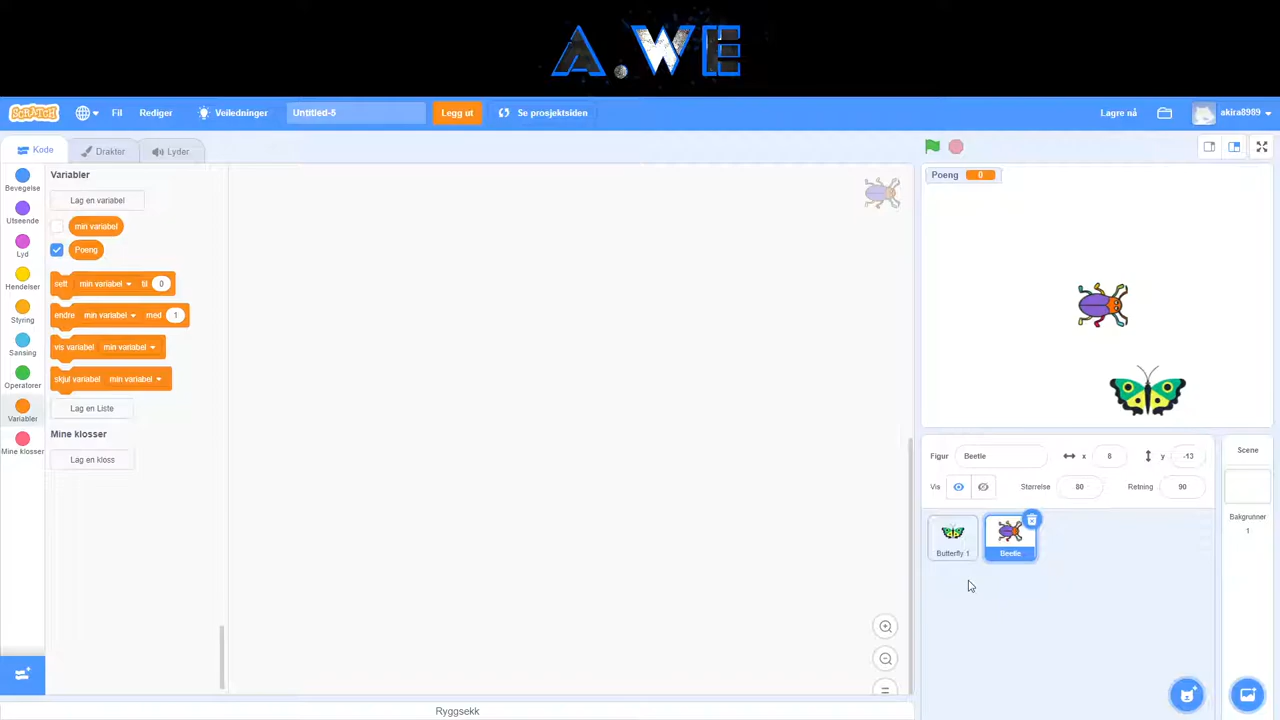 A.WE
SCRATCH
Fil
Rediger
Veiledninger
Untitled-5
Legg ut
Se prosjektsiden
Lagre nå
akira8989
Kode
Drakter
Lyder
Bevegelse
Utseende
Lyd
Hendelser
Styring
Sansing
Operatorer
Variabler
Mine klosser
Variabler
Lag en variabel
min variabel
Poeng
sett min variabel til 0
endre min variabel med 1
vis variabel min variabel
skjul variabel min variabel
Lag en Liste
Mine klosser
Lag en kloss
Ryggsekk
Poeng 0
Figur Beetle x 8 y -13
Vis Størrelse 80 Retning 90
Butterfly 1
Beetle
Scene
Bakgrunner
1